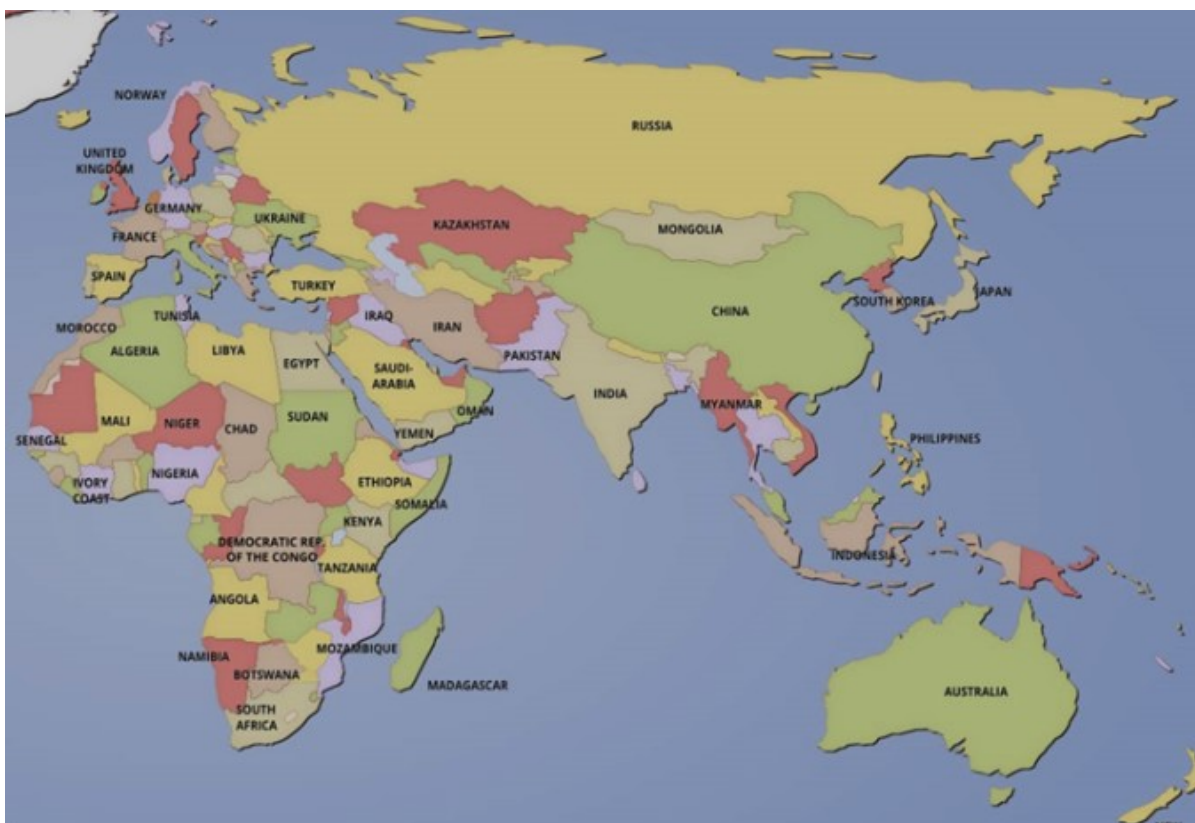 NORWAY
RUSSIA
UNITED
KINGDOM
GERMANY
UKRAINE
KAZAKHSTAN
MONGOLIA
FRANCE
SPAIN
TURKEY
SOUTH KOREA
JAPAN
TUNISIA
IRAQ
IRAN
CHINA
MOROCCO
ALGERIA
LIBYA
EGYPT
PAKISTAN
SAUDI-
ARABIA
INDIA
MYANMAR
OMAN
MALI
NIGER
CHAD
SUDAN
YEMEN
SENEGAL
PHILIPPINES
NIGERIA
IVORY
COAST
ETHIOPIA
SOMALIA
KENYA
DEMOCRATIC REP.
OF THE CONGO
INDONESIA
TANZANIA
ANGOLA
MOZAMBIQUE
NAMIBIA
BOTSWANA
MADAGASCAR
AUSTRALIA
SOUTH
AFRICA